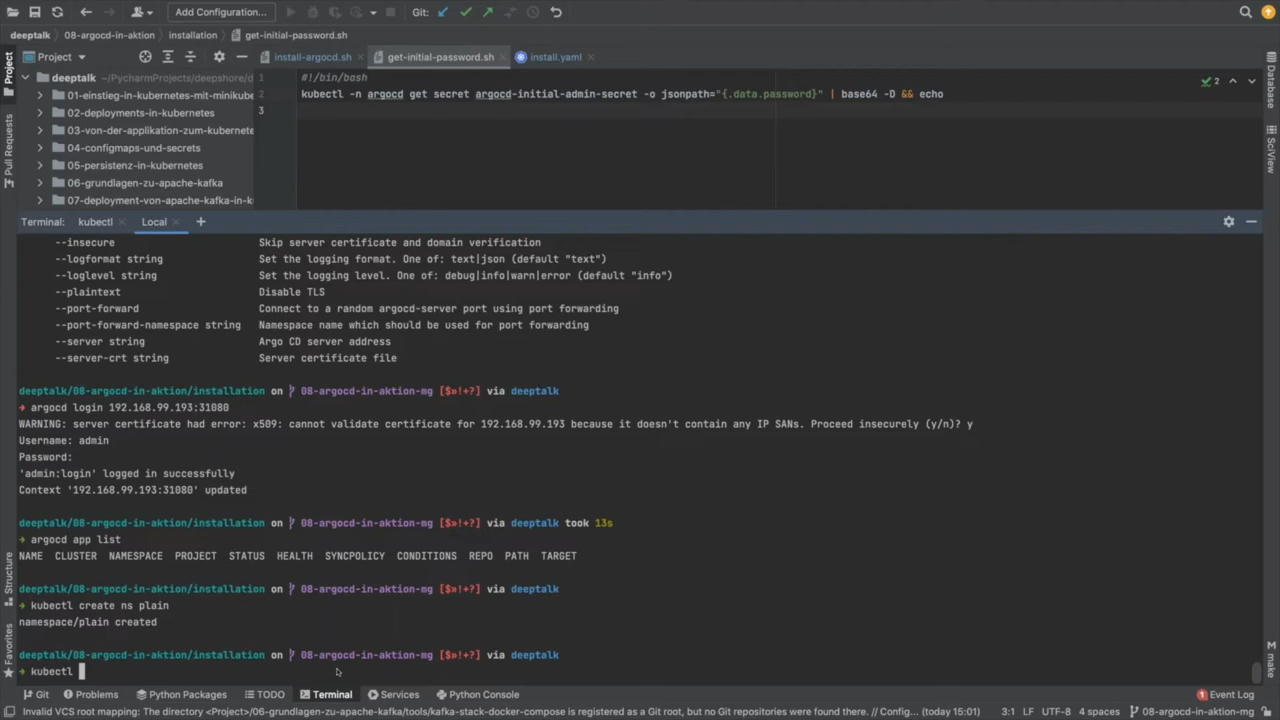 Add Configuration...
Git:
deeptalk
08-argocd-in-aktion
installation
get-initial-password.sh
Project
install-argocd.sh
get-initial-password.sh
install.yaml
Project
Pull Requests
Structure
Favorites
deeptalk ~/PycharmProjects/deepshore/d
01-einstieg-in-kubernetes-mit-minikube
02-deployments-in-kubernetes
03-von-der-applikation-zum-kubernete
04-configmaps-und-secrets
05-persistenz-in-kubernetes
06-grundlagen-zu-apache-kafka
07-deployment-von-apache-kafka-in-k
1 #!/bin/bash
2 kubectl -n argocd get secret argocd-initial-admin-secret -o jsonpath="{.data.password}" | base64 -D && echo
3
2
Database
SciView
make
Terminal: kubectl Local +
--insecure Skip server certificate and domain verification
--logformat string Set the logging format. One of: text|json (default "text")
--loglevel string Set the logging level. One of: debug|info|warn|error (default "info")
--plaintext Disable TLS
--port-forward Connect to a random argocd-server port using port forwarding
--port-forward-namespace string Namespace name which should be used for port forwarding
--server string Argo CD server address
--server-crt string Server certificate file
deeptalk/08-argocd-in-aktion/installation on 08-argocd-in-aktion-mg [$»!+?] via deeptalk
➜ argocd login 192.168.99.193:31080
WARNING: server certificate had error: x509: cannot validate certificate for 192.168.99.193 because it doesn't contain any IP SANs. Proceed insecurely (y/n)? y
Username: admin
Password:
'admin:login' logged in successfully
Context '192.168.99.193:31080' updated
deeptalk/08-argocd-in-aktion/installation on 08-argocd-in-aktion-mg [$»!+?] via deeptalk took 13s
➜ argocd app list
NAME CLUSTER NAMESPACE PROJECT STATUS HEALTH SYNCPOLICY CONDITIONS REPO PATH TARGET
deeptalk/08-argocd-in-aktion/installation on 08-argocd-in-aktion-mg [$»!+?] via deeptalk
➜ kubectl create ns plain
namespace/plain created
deeptalk/08-argocd-in-aktion/installation on 08-argocd-in-aktion-mg [$»!+?] via deeptalk
➜ kubectl
Git Problems Python Packages TODO Terminal Services Python Console 1 Event Log
Invalid VCS root mapping: The directory <Project>/06-grundlagen-zu-apache-kafka/tools/kafka-stack-docker-compose is registered as a Git root, but no Git repositories were found there. // Config... (today 15:01) 3:1 LF UTF-8 4 spaces 08-argocd-in-aktion-mg